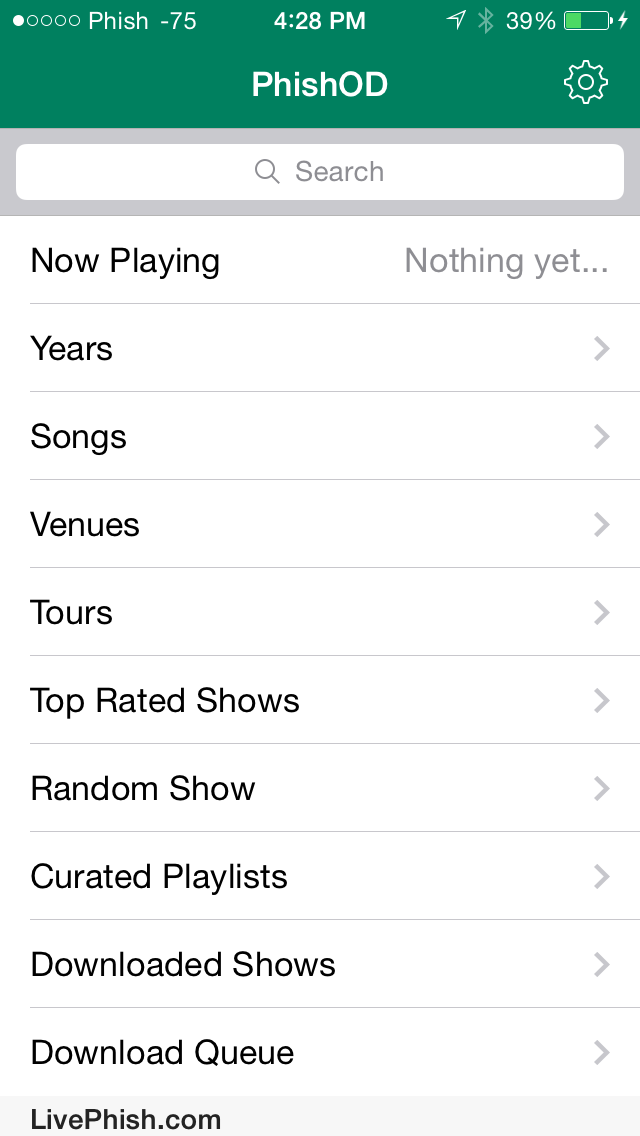 Phish -75 4:28 PM 39%
PhishOD
Search
Now Playing Nothing yet...
Years
Songs
Venues
Tours
Top Rated Shows
Random Show
Curated Playlists
Downloaded Shows
Download Queue
LivePhish.com